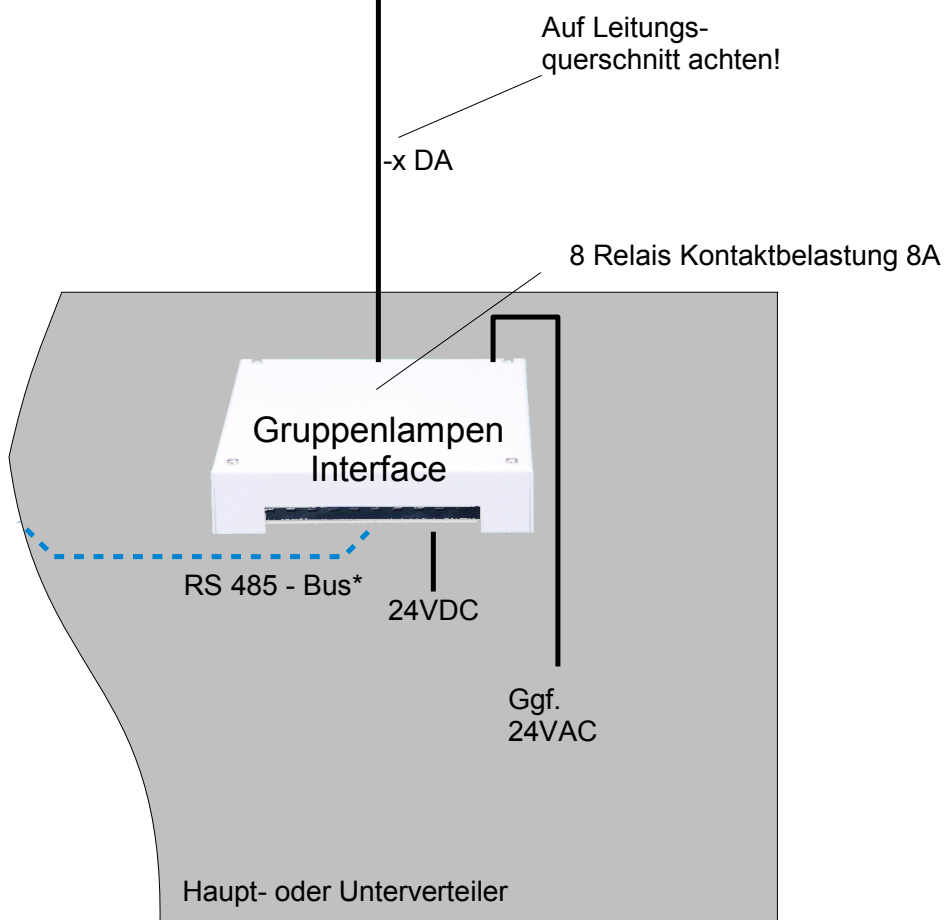 Auf Leitungs-
querschnitt achten!
-x DA
8 Relais Kontaktbelastung 8A
Gruppenlampen
Interface
RS 485 - Bus*
24VDC
Ggf.
24VAC
Haupt- oder Unterverteiler